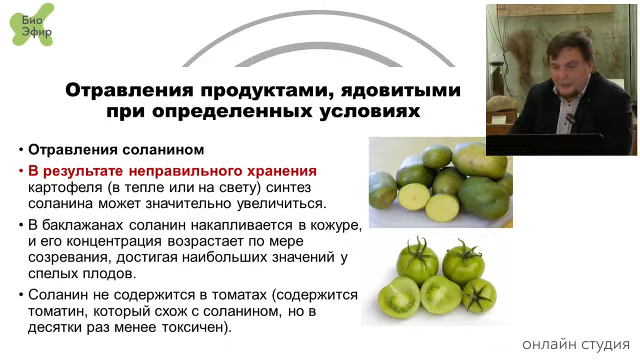 Био
Эфир
Отравления продуктами, ядовитыми
при определенных условиях
• Отравления соланином
• В результате неправильного хранения
картофеля (в тепле или на свету) синтез
соланина может значительно увеличиться.
• В баклажанах соланин накапливается в кожуре,
и его концентрация возрастает по мере
созревания, достигая наибольших значений у
спелых плодов.
• Соланин не содержится в томатах (содержится
томатин, который схож с соланином, но в
десятки раз менее токсичен).
онлайн студия